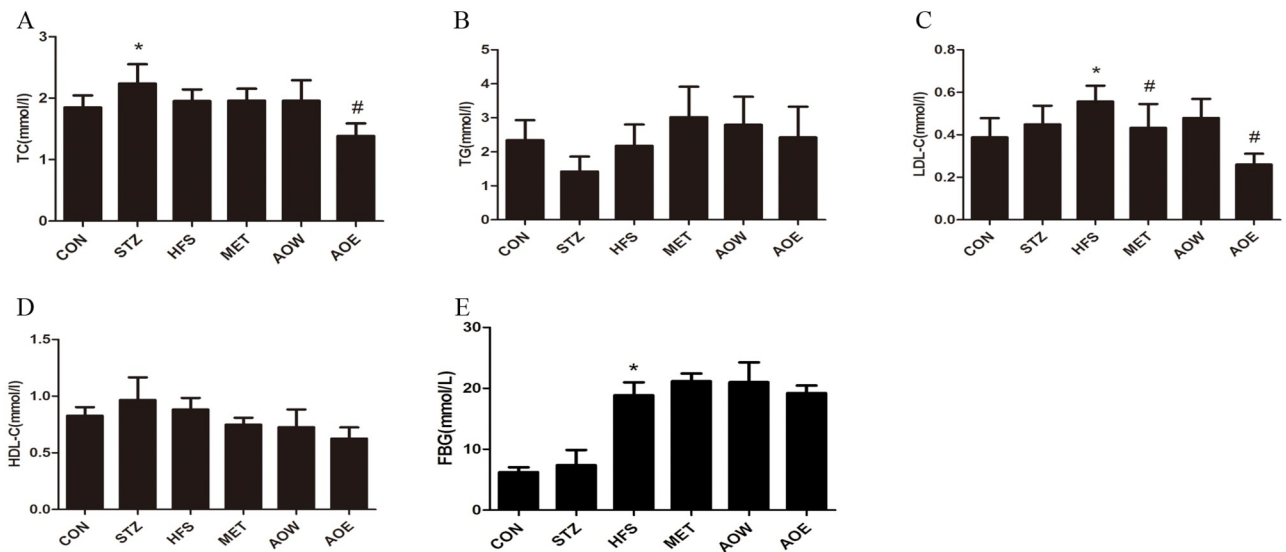 A
TC(mmol/l)
3
2
1
0
*
#
CON STZ HFS MET AOW AOE
B
TG(mmol/l)
5
4
3
2
1
0
CON STZ HFS MET AOW AOE
C
LDL-C(mmol/l)
0.8
0.6
0.4
0.2
0.0
*
#
#
CON STZ HFS MET AOW AOE
D
HDL-C(mmol/l)
1.5
1.0
0.5
0.0
CON STZ HFS MET AOW AOE
E
FBG(mmol/L)
30
20
10
0
*
CON STZ HFS MET AOW AOE